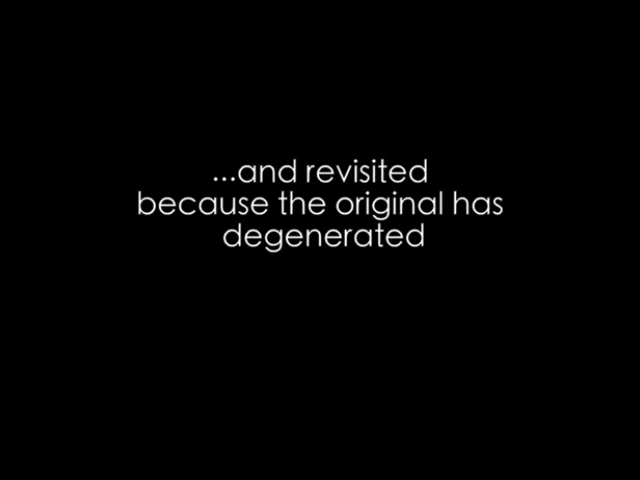 ...and revisited
because the original has
degenerated